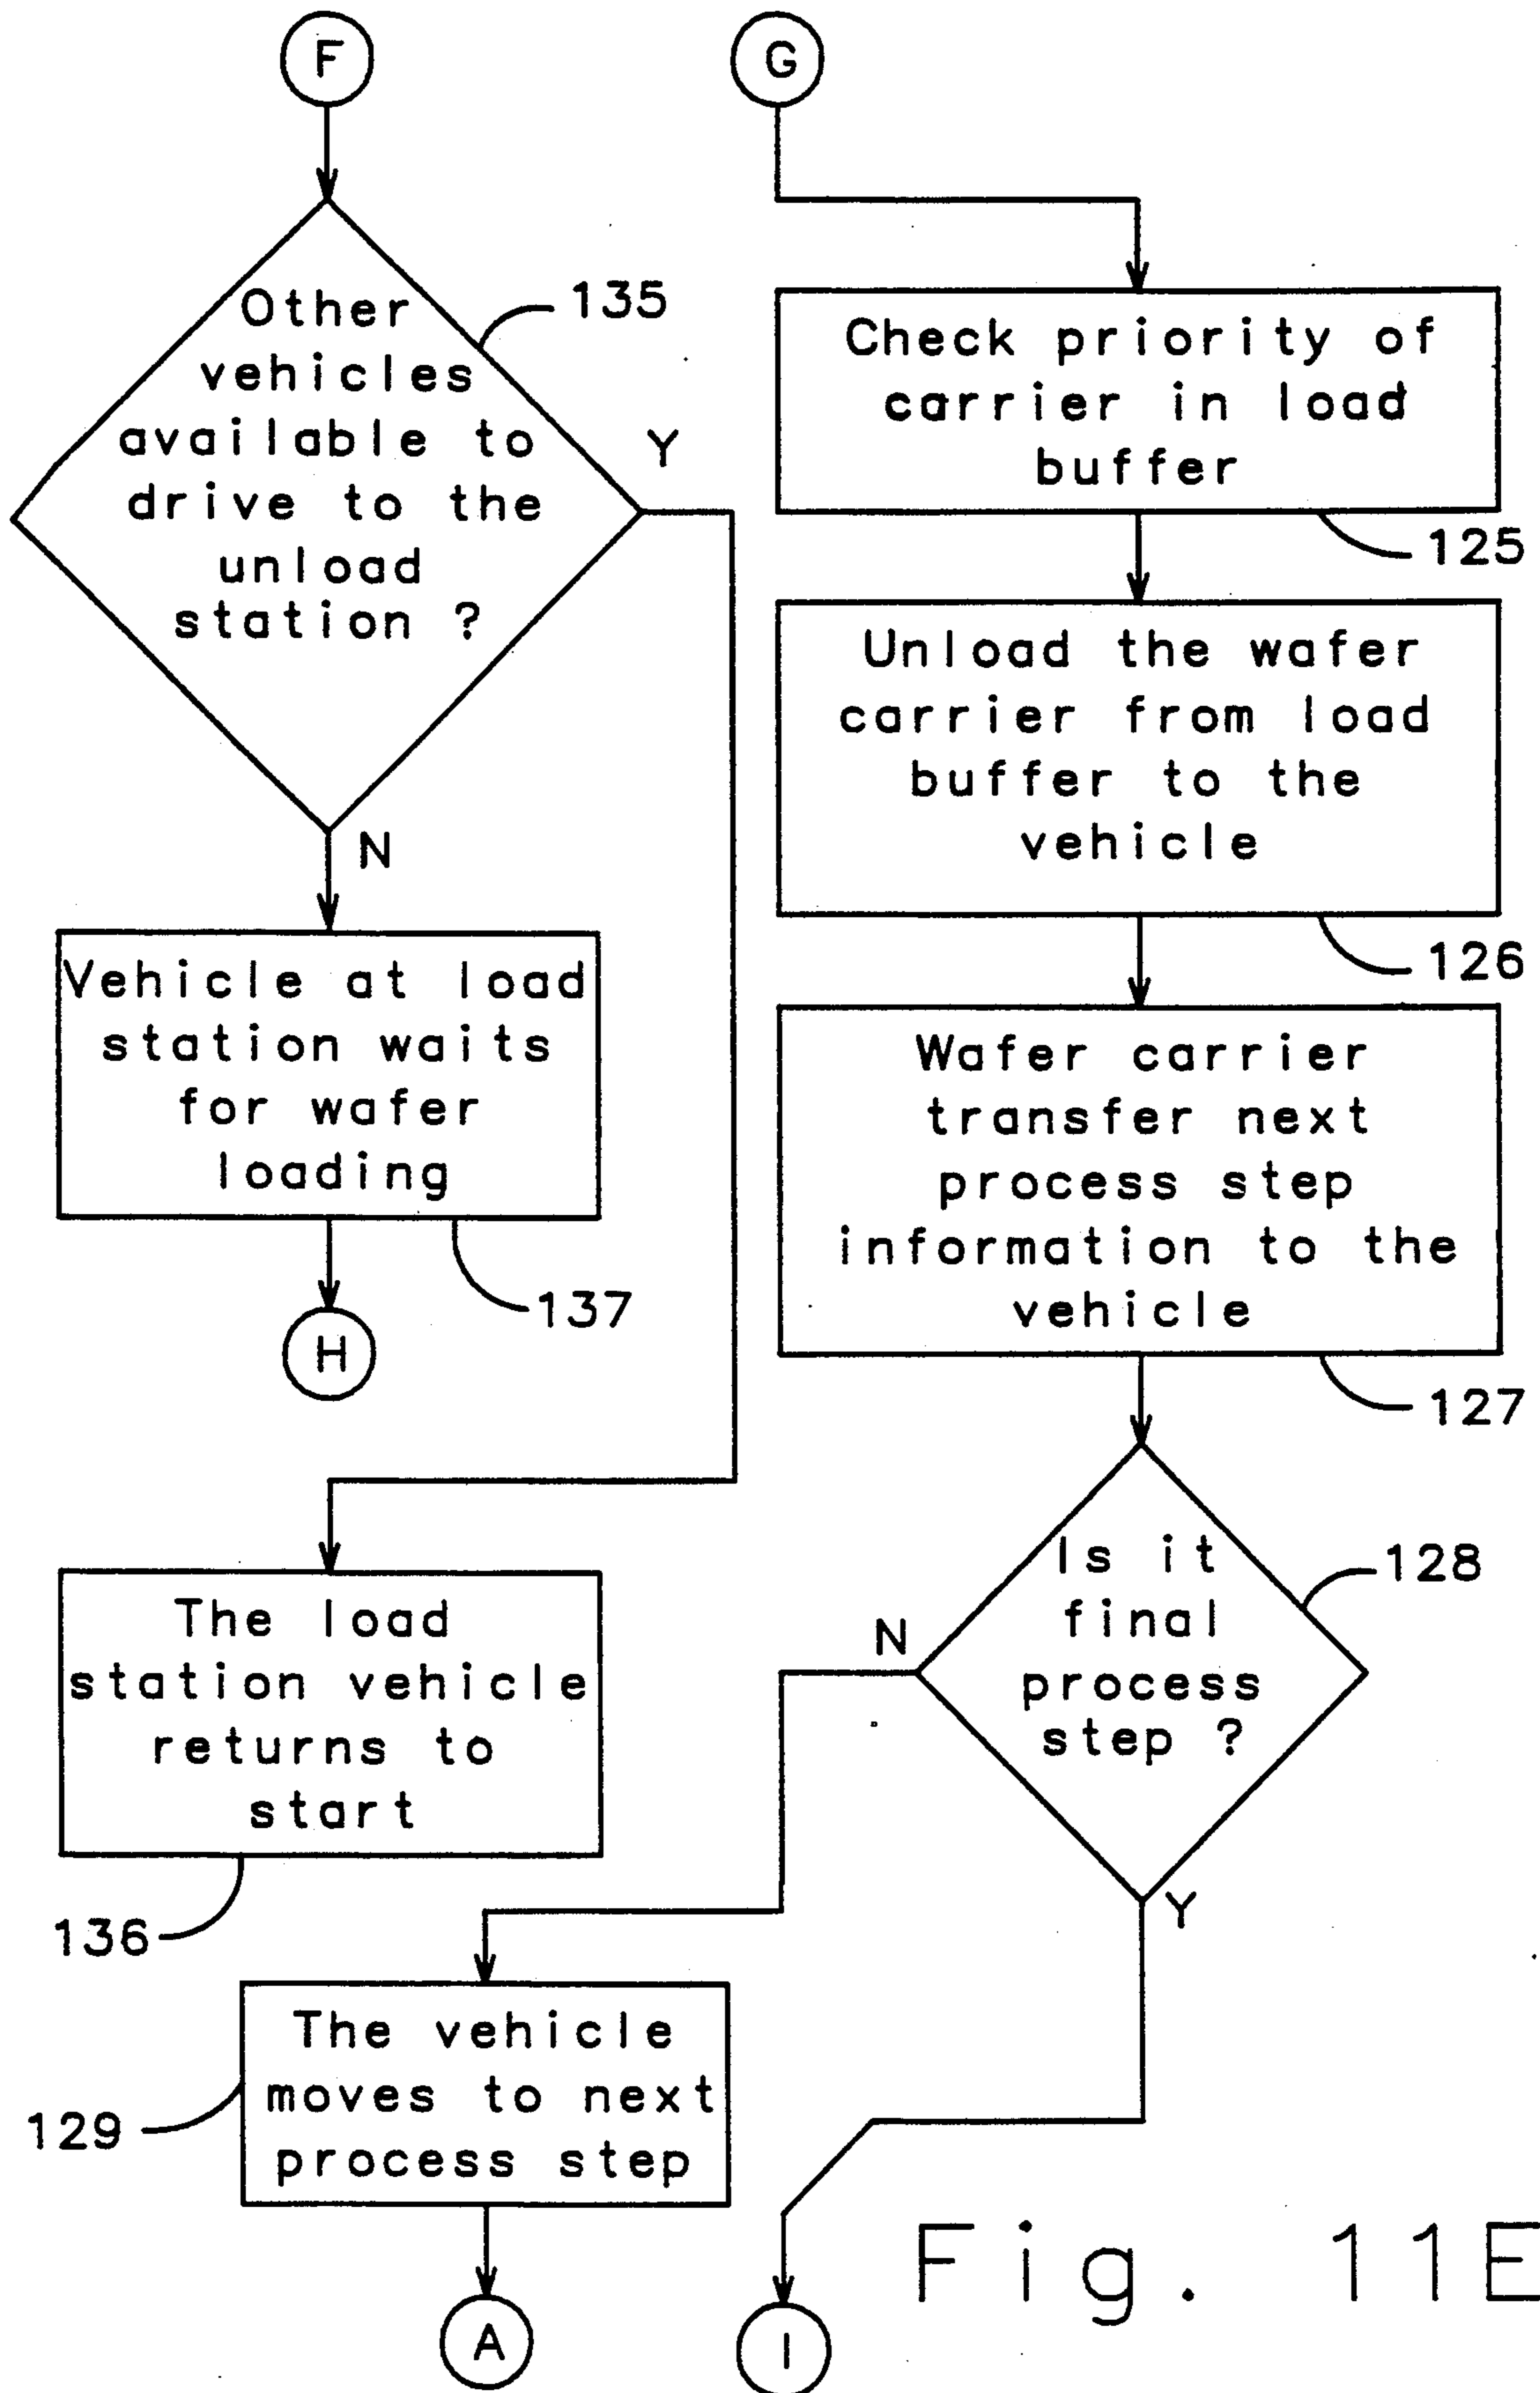 F
Other
vehicles
available to
drive to the
unload
station ?
135
Y
N
Vehicle at load
station waits
for wafer
loading
137
H
The load
station vehicle
returns to
start
136
G
Check priority of
carrier in load
buffer
125
Unload the wafer
carrier from load
buffer to the
vehicle
126
Wafer carrier
transfer next
process step
information to the
vehicle
127
Is it
final
process
step ?
128
N
Y
The vehicle
moves to next
process step
129
A
I
Fig. 11E